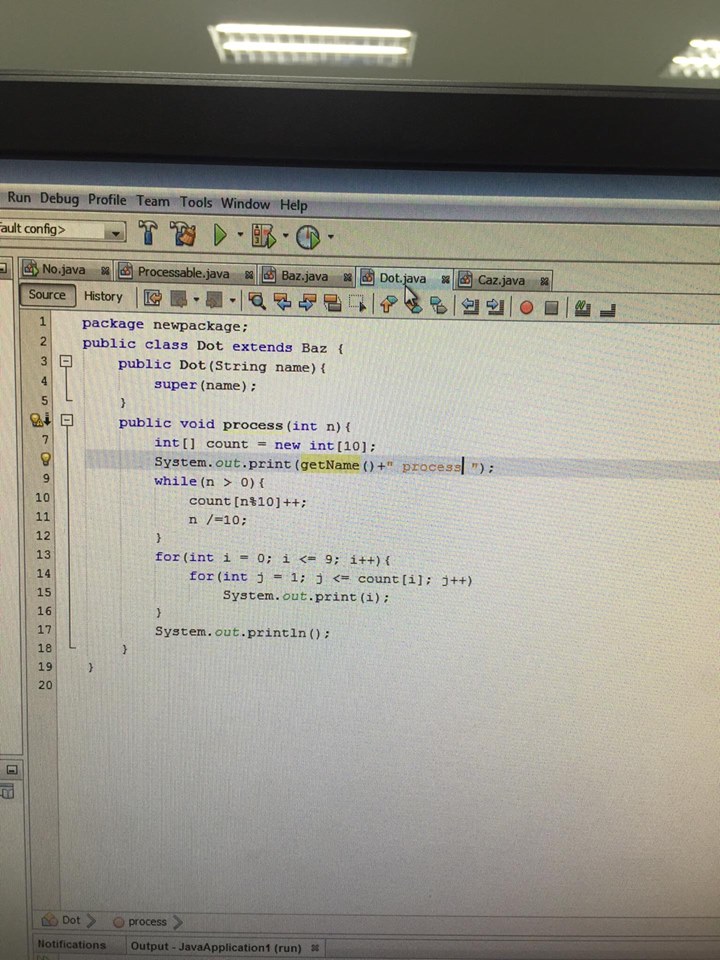 Run Debug Profile Team Tools Window Help
ault config>
No.java Processable.java Baz.java Dot.java Caz.java
Source History
1 package newpackage;
2 public class Dot extends Baz {
3 public Dot(String name){
4 super(name);
5 }
public void process(int n){
7 int[] count = new int[10];
System.out.print(getName()+" process ");
9 while(n > 0){
10 count[n%10]++;
11 n /=10;
12 }
13 for(int i = 0; i <= 9; i++){
14 for(int j = 1; j <= count[i]; j++)
15 System.out.print(i);
16 }
17 System.out.println();
18 }
19 }
20
Dot process
Notifications Output - JavaApplication1 (run)